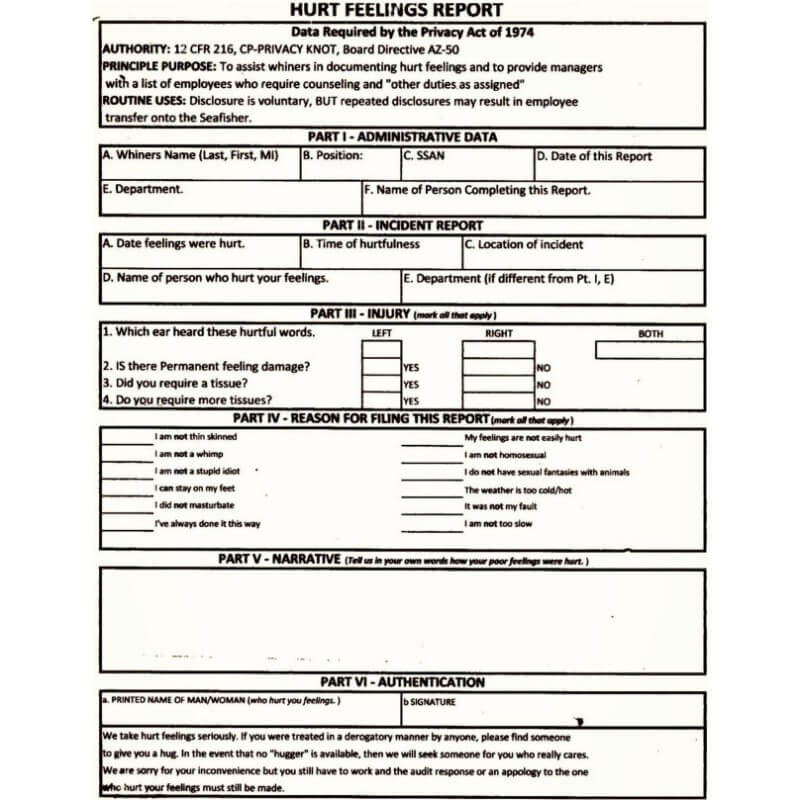 HURT FEELINGS REPORT
Data Required by the Privacy Act of 1974
AUTHORITY: 12 CFR 216, CP-PRIVACY KNOT, Board Directive AZ-50
PRINCIPLE PURPOSE: To assist whiners in documenting hurt feelings and to provide managers
with a list of employees who require counseling and "other duties as assigned"
ROUTINE USES: Disclosure is voluntary, BUT repeated disclosures may result in employee
transfer onto the Seafisher.
PART I - ADMINISTRATIVE DATA
A. Whiners Name (Last, First, MI) B. Position: C. SSAN D. Date of this Report
E. Department. F. Name of Person Completing this Report.
PART II - INCIDENT REPORT
A. Date feelings were hurt. B. Time of hurtfulness C. Location of incident
D. Name of person who hurt your feelings. E. Department (if different from Pt. I, E)
PART III - INJURY (mark all that apply)
1. Which ear heard these hurtful words. LEFT RIGHT BOTH
2. IS there Permanent feeling damage? YES NO
3. Did you require a tissue? YES NO
4. Do you require more tissues? YES NO
PART IV - REASON FOR FILING THIS REPORT (mark all that apply)
I am not thin skinned My feelings are not easily hurt
I am not a whimp I am not homosexual
I am not a stupid idiot I do not have sexual fantasies with animals
I can stay on my feet The weather is too cold/hot
I did not masturbate It was not my fault
I've always done it this way I am not too slow
PART V - NARRATIVE (Tell us in your own words how your poor feelings were hurt. )
PART VI - AUTHENTICATION
a. PRINTED NAME OF MAN/WOMAN (who hurt you feelings. ) b SIGNATURE
We take hurt feelings seriously. If you were treated in a derogatory manner by anyone, please find someone
to give you a hug. In the event that no "hugger" is available, then we will seek someone for you who really cares.
We are sorry for your inconvenience but you still have to work and the audit response or an appology to the one
who hurt your feelings must still be made.